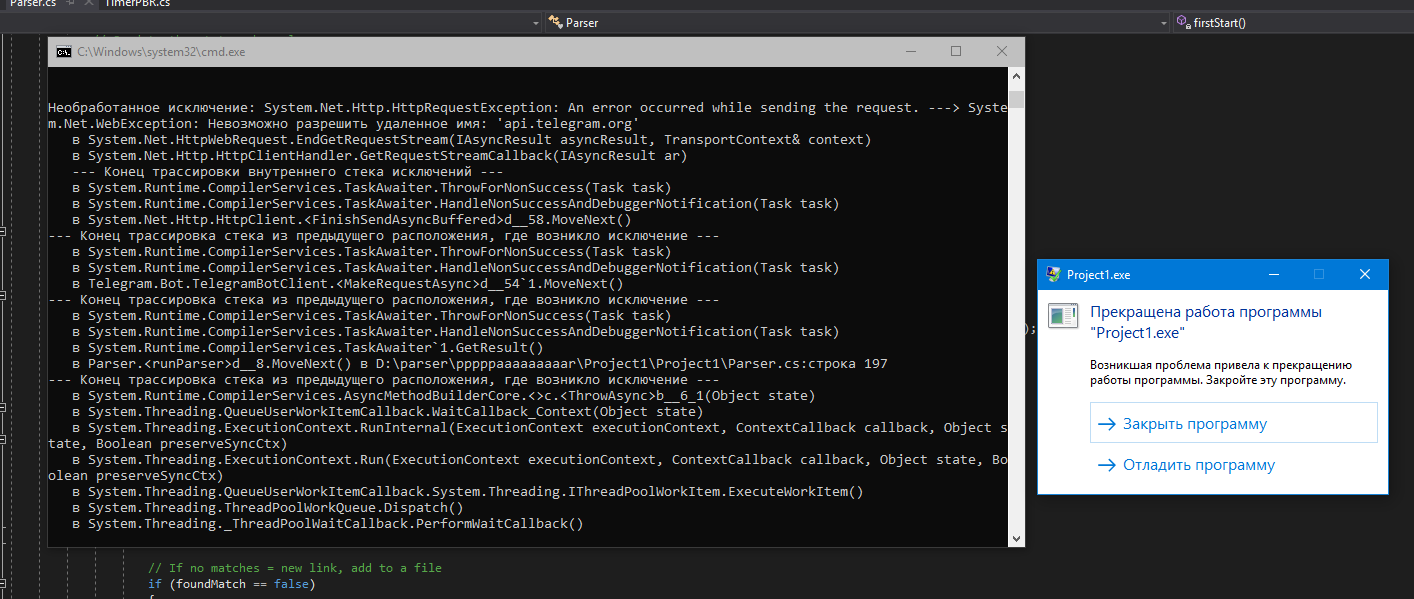 Parser.cs TimerPBR.cs
Parser firstStart()
C:\Windows\system32\cmd.exe
Необработанное исключение: System.Net.Http.HttpRequestException: An error occurred while sending the request. ---> Syste
m.Net.WebException: Невозможно разрешить удаленное имя: 'api.telegram.org'
в System.Net.HttpWebRequest.EndGetRequestStream(IAsyncResult asyncResult, TransportContext& context)
в System.Net.Http.HttpClientHandler.GetRequestStreamCallback(IAsyncResult ar)
--- Конец трассировки внутреннего стека исключений ---
в System.Runtime.CompilerServices.TaskAwaiter.ThrowForNonSuccess(Task task)
в System.Runtime.CompilerServices.TaskAwaiter.HandleNonSuccessAndDebuggerNotification(Task task)
в System.Net.Http.HttpClient.<FinishSendAsyncBuffered>d__58.MoveNext()
--- Конец трассировка стека из предыдущего расположения, где возникло исключение ---
в System.Runtime.CompilerServices.TaskAwaiter.ThrowForNonSuccess(Task task)
в System.Runtime.CompilerServices.TaskAwaiter.HandleNonSuccessAndDebuggerNotification(Task task)
в Telegram.Bot.TelegramBotClient.<MakeRequestAsync>d__54`1.MoveNext()
--- Конец трассировка стека из предыдущего расположения, где возникло исключение ---
в System.Runtime.CompilerServices.TaskAwaiter.ThrowForNonSuccess(Task task)
в System.Runtime.CompilerServices.TaskAwaiter.HandleNonSuccessAndDebuggerNotification(Task task)
в System.Runtime.CompilerServices.TaskAwaiter`1.GetResult()
в Parser.<runParser>d__8.MoveNext() в D:\parser\pppppaaaaaaaaar\Project1\Project1\Parser.cs:строка 197
--- Конец трассировка стека из предыдущего расположения, где возникло исключение ---
в System.Runtime.CompilerServices.AsyncMethodBuilderCore.<>c.<ThrowAsync>b__6_1(Object state)
в System.Threading.QueueUserWorkItemCallback.WaitCallback_Context(Object state)
в System.Threading.ExecutionContext.RunInternal(ExecutionContext executionContext, ContextCallback callback, Object s
tate, Boolean preserveSyncCtx)
в System.Threading.ExecutionContext.Run(ExecutionContext executionContext, ContextCallback callback, Object state, Bo
olean preserveSyncCtx)
в System.Threading.QueueUserWorkItemCallback.System.Threading.IThreadPoolWorkItem.ExecuteWorkItem()
в System.Threading.ThreadPoolWorkQueue.Dispatch()
в System.Threading._ThreadPoolWaitCallback.PerformWaitCallback()
Project1.exe
Прекращена работа программы
"Project1.exe"
);
Возникшая проблема привела к прекращению
работы программы. Закройте эту программу.
Закрыть программу
Отладить программу
// If no matches = new link, add to a file
if (foundMatch == false)
{